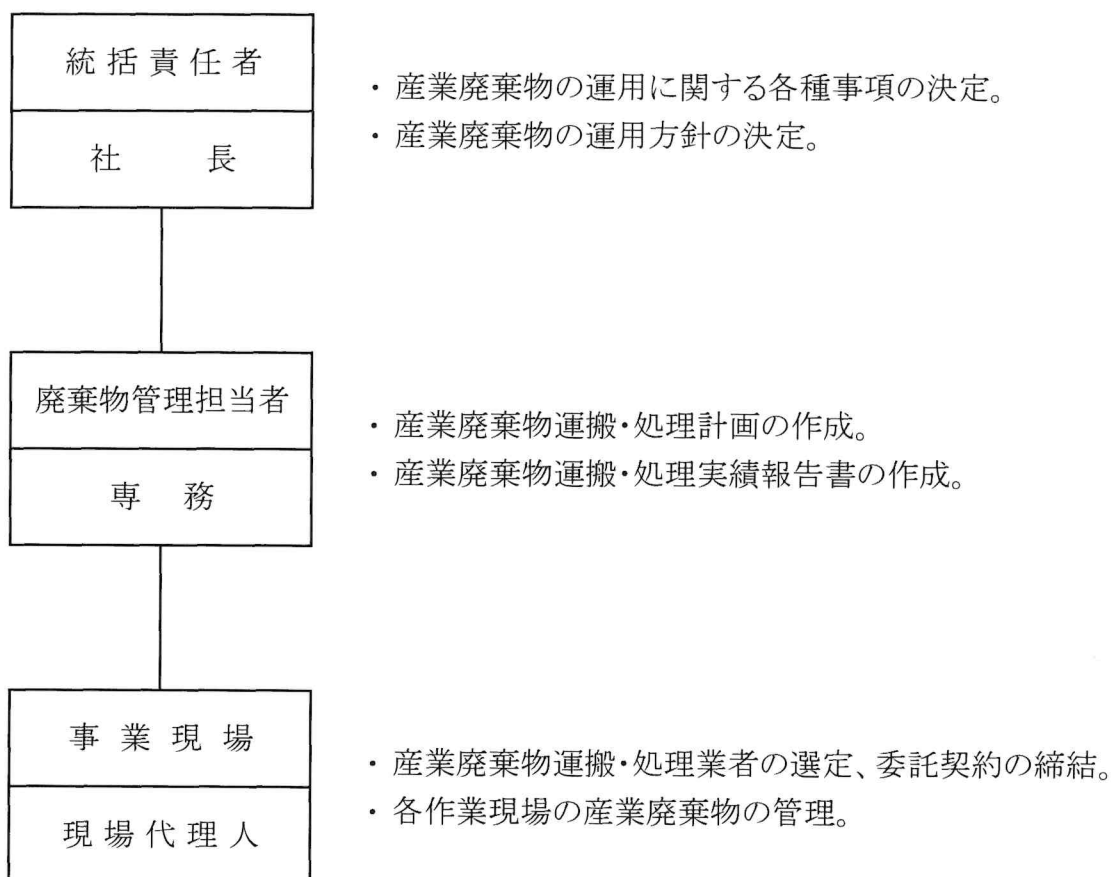 統括責任者
・産業廃棄物の運用に関する各種事項の決定。
社長
・産業廃棄物の運用方針の決定。
廃棄物管理担当者
・産業廃棄物運搬・処理計画の作成。
専務
・産業廃棄物運搬・処理実績報告書の作成。
事業現場
・産業廃棄物運搬・処理業者の選定、委託契約の締結。
現場代理人
・各作業現場の産業廃棄物の管理。